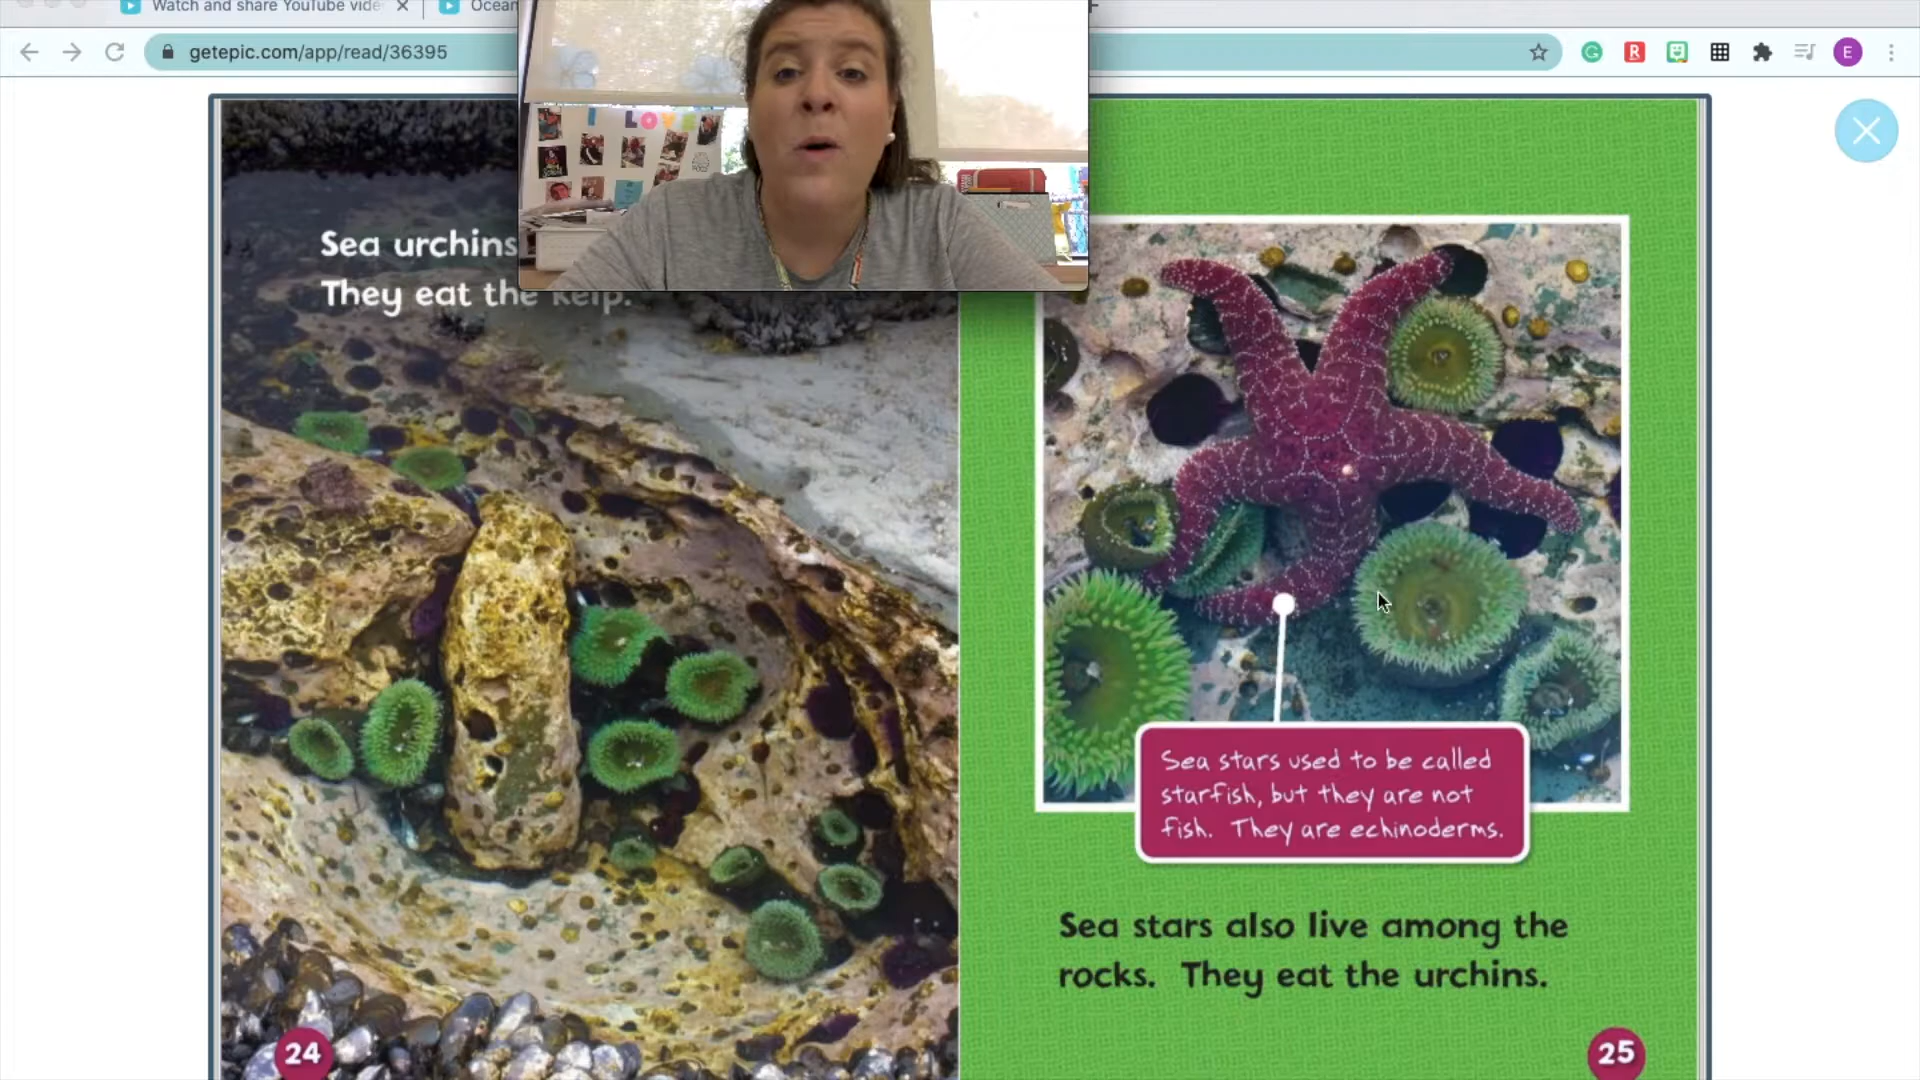 Watch and share YouTube vide
Ocean
getepic.com/app/read/36395
E
I LOVE
Sea urchins
They eat the kelp.
Sea stars used to be called
starfish, but they are not
fish. They are echinoderms.
Sea stars also live among the
rocks. They eat the urchins.
24
25